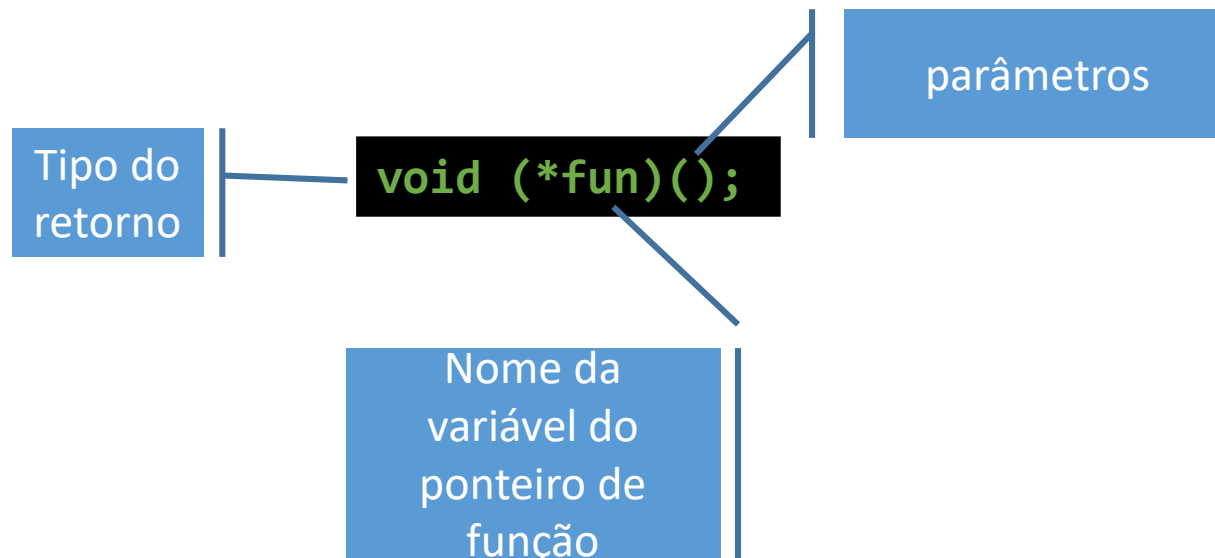 parâmetros
Tipo do
retorno
void (*fun)();
Nome da
variável do
ponteiro de
função